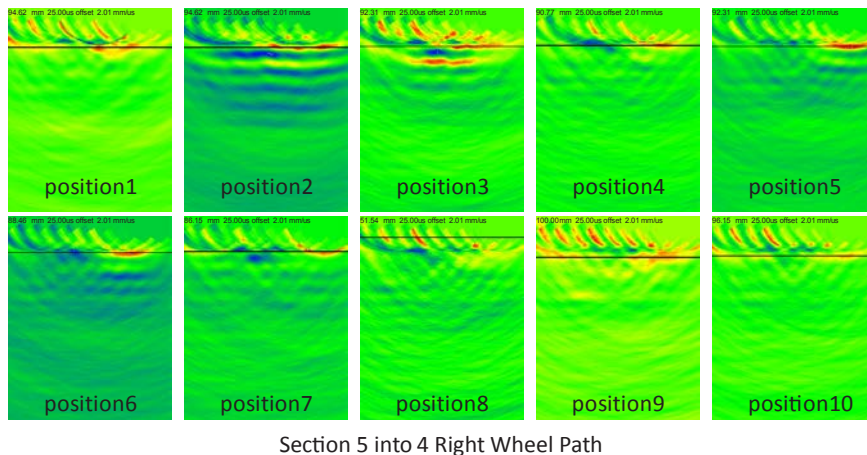 94.62 mm 25.00us offset 2.01 mm/us
94.62 mm 25.00us offset 2.01 mm/us
92.31 mm 25.00us offset 2.01 mm/us
90.77 mm 25.00us offset 2.01 mm/us
92.31 mm 25.00us offset 2.01 mm/us
position1
position2
position3
position4
position5
88.46 mm 25.00us offset 2.01 mm/us
86.15 mm 25.00us offset 2.01 mm/us
51.54 mm 25.00us offset 2.01 mm/us
100.00mm 25.00us offset 2.01 mm/us
96.15 mm 25.00us offset 2.01 mm/us
position6
position7
position8
position9
position10
Section 5 into 4 Right Wheel Path